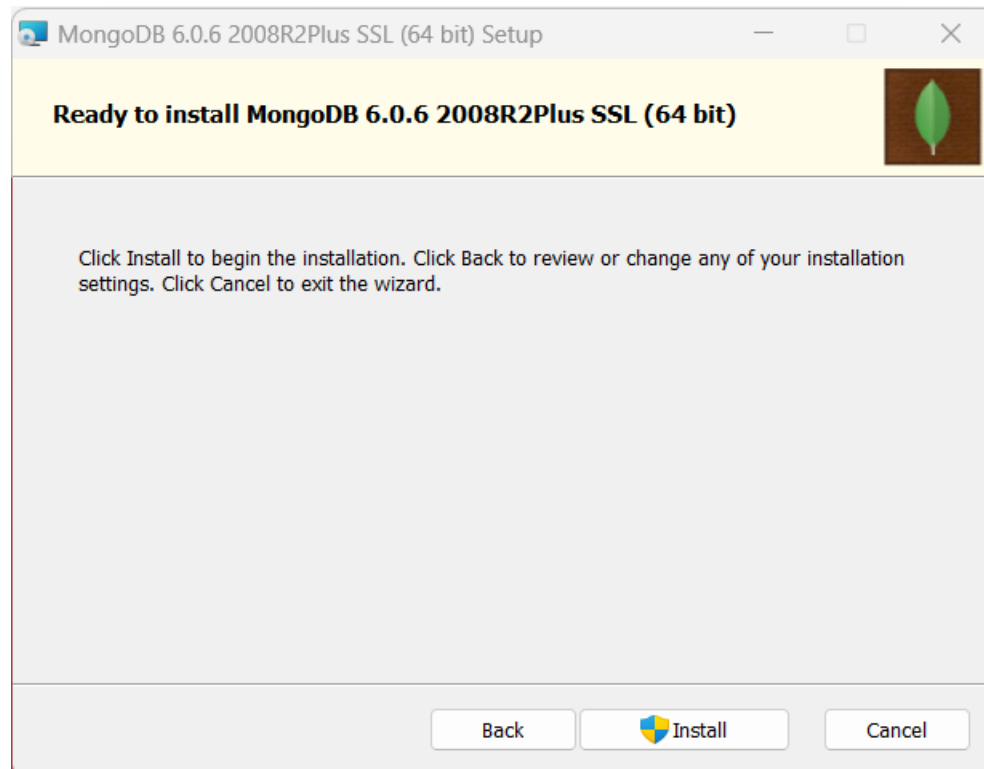 MongoDB 6.0.6 2008R2Plus SSL (64 bit) Setup
Ready to install MongoDB 6.0.6 2008R2Plus SSL (64 bit)
Click Install to begin the installation. Click Back to review or change any of your installation
settings. Click Cancel to exit the wizard.
Back Install Cancel